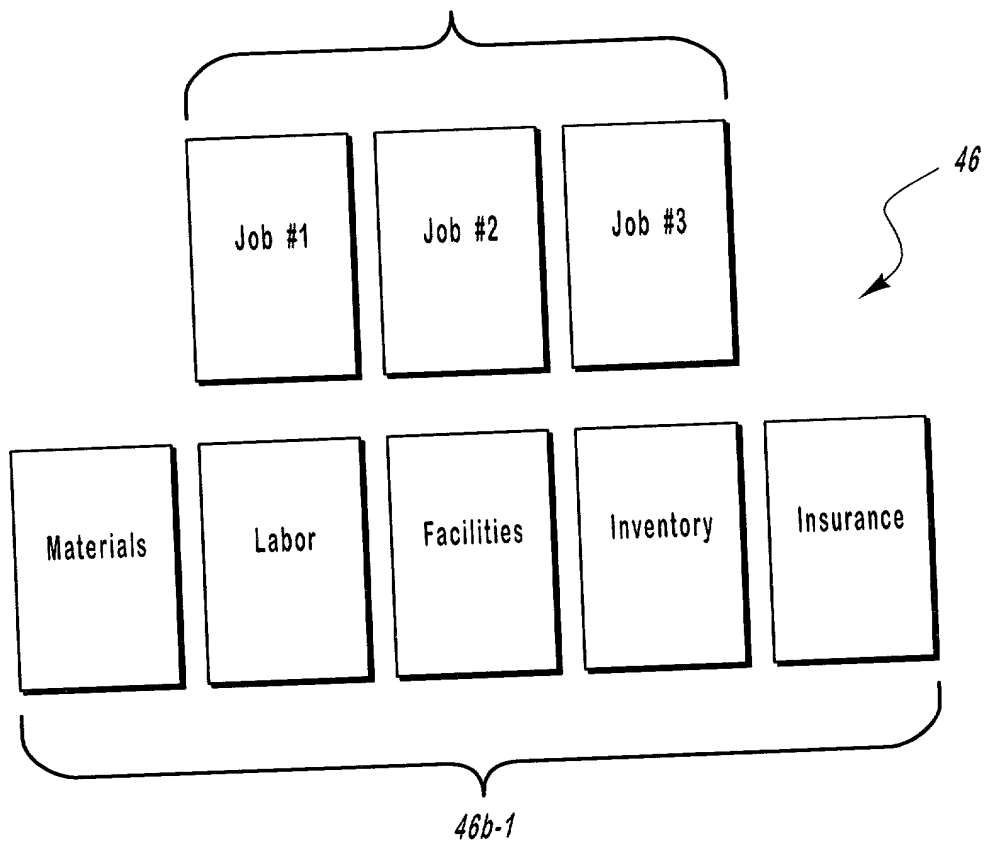 Job #1
Job #2
Job #3
46
Materials
Labor
Facilities
Inventory
Insurance
46b-1